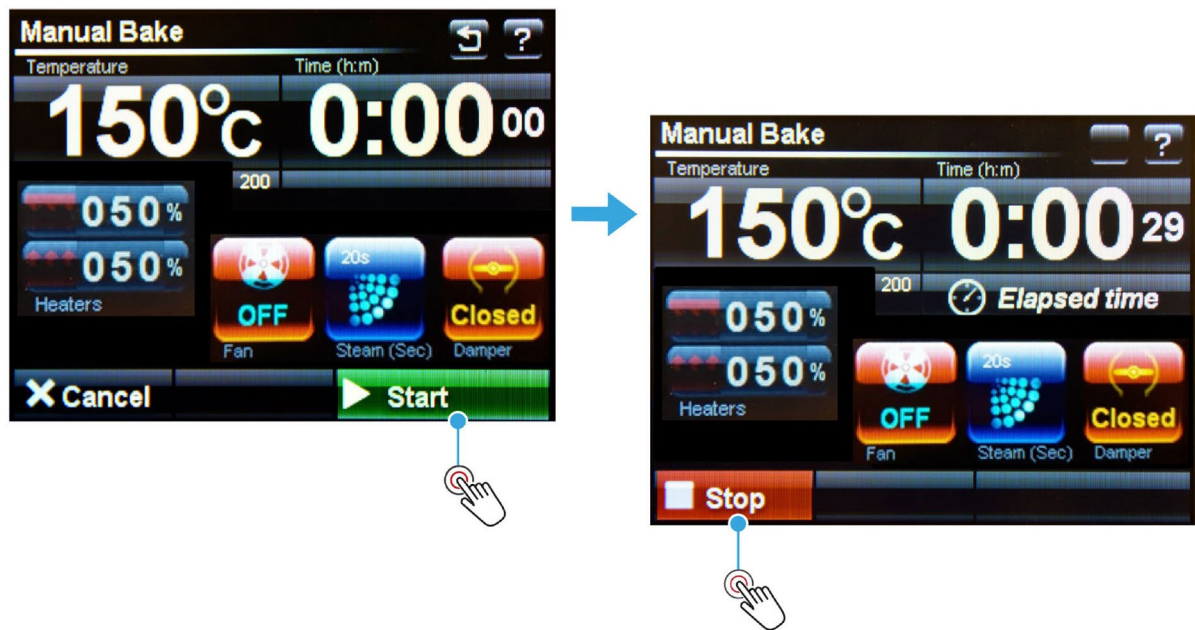 Manual Bake ?
Temperature Time (h:m)
150°C 0:00 00
200
050%
050%
Heaters
20s
OFF Closed
Fan Steam (Sec) Damper
Cancel Start
Manual Bake ?
Temperature Time (h:m)
150°C 0:00 29
200 Elapsed time
050%
050%
Heaters
20s
OFF Closed
Fan Steam (Sec) Damper
Stop